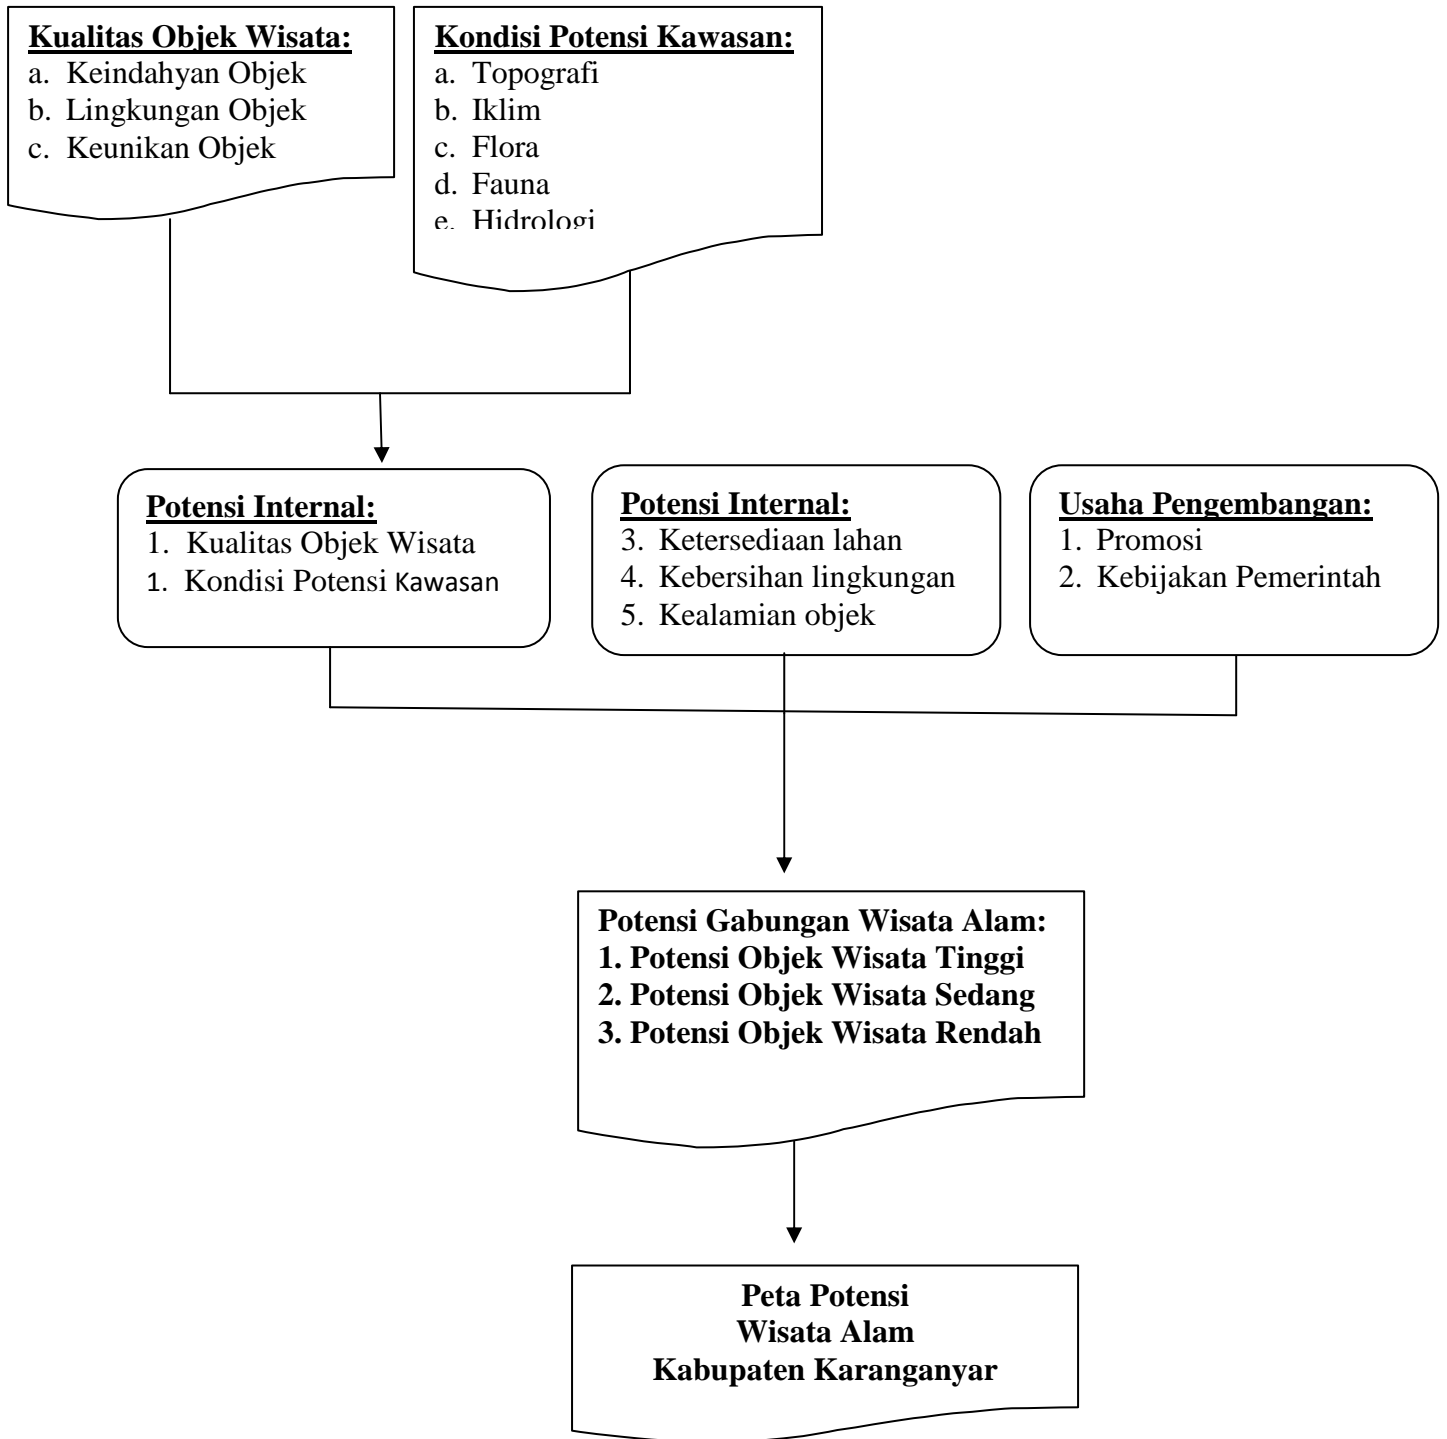 Kualitas Objek Wisata:
a. Keindahyan Objek
b. Lingkungan Objek
c. Keunikan Objek
Kondisi Potensi Kawasan:
a. Topografi
b. Iklim
c. Flora
d. Fauna
e. Hidrologi
Potensi Internal:
1. Kualitas Objek Wisata
1. Kondisi Potensi Kawasan
Potensi Internal:
3. Ketersediaan lahan
4. Kebersihan lingkungan
5. Kealamian objek
Usaha Pengembangan:
1. Promosi
2. Kebijakan Pemerintah
Potensi Gabungan Wisata Alam:
1. Potensi Objek Wisata Tinggi
2. Potensi Objek Wisata Sedang
3. Potensi Objek Wisata Rendah
Peta Potensi
Wisata Alam
Kabupaten Karanganyar